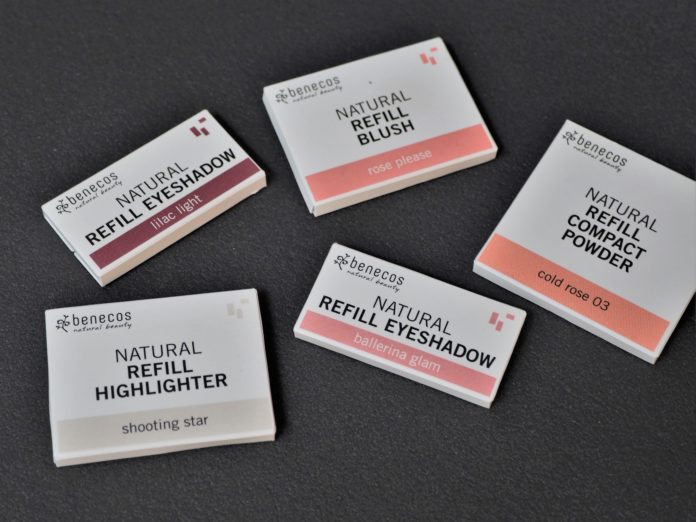 benecos
natural beauty
NATURAL
REFILL EYESHADOW
lilac light
benecos
natural beauty
NATURAL
REFILL
BLUSH
rose please
benecos
natural beauty
NATURAL
REFILL
COMPACT
POWDER
cold rose 03
benecos
natural beauty
NATURAL
REFILL
HIGHLIGHTER
shooting star
benecos
natural beauty
NATURAL
REFILL EYESHADOW
ballerina glam